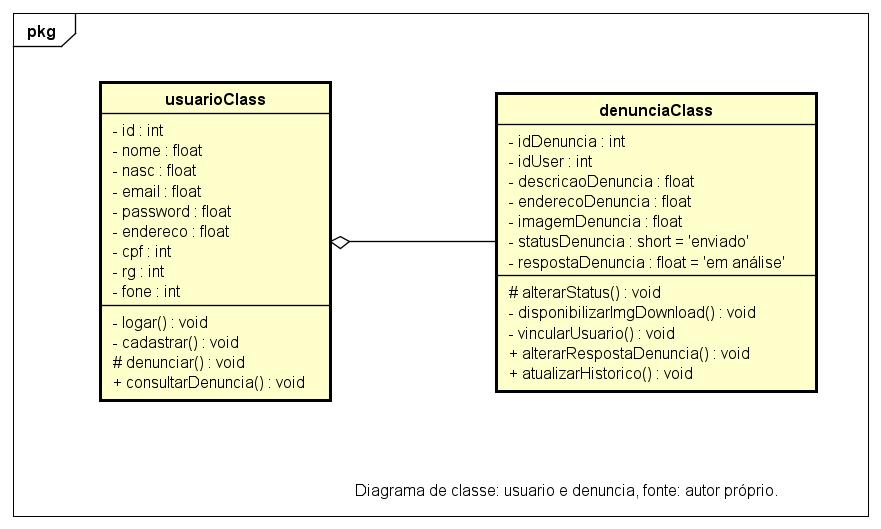 pkg
usuarioClass
- id : int
- nome : float
- nasc : float
- email : float
- password : float
- endereco : float
- cpf : int
- rg : int
- fone : int
- logar() : void
- cadastrar() : void
# denunciar() : void
+ consultarDenuncia() : void
denunciaClass
- idDenuncia : int
- idUser : int
- descricaoDenuncia : float
- enderecoDenuncia : float
- imagemDenuncia : float
- statusDenuncia : short = 'enviado'
- respostaDenuncia : float = 'em análise'
# alterarStatus() : void
- disponibilizarImgDownload() : void
- vincularUsuario() : void
+ alterarRespostaDenuncia() : void
+ atualizarHistorico() : void
Diagrama de classe: usuario e denuncia, fonte: autor próprio.